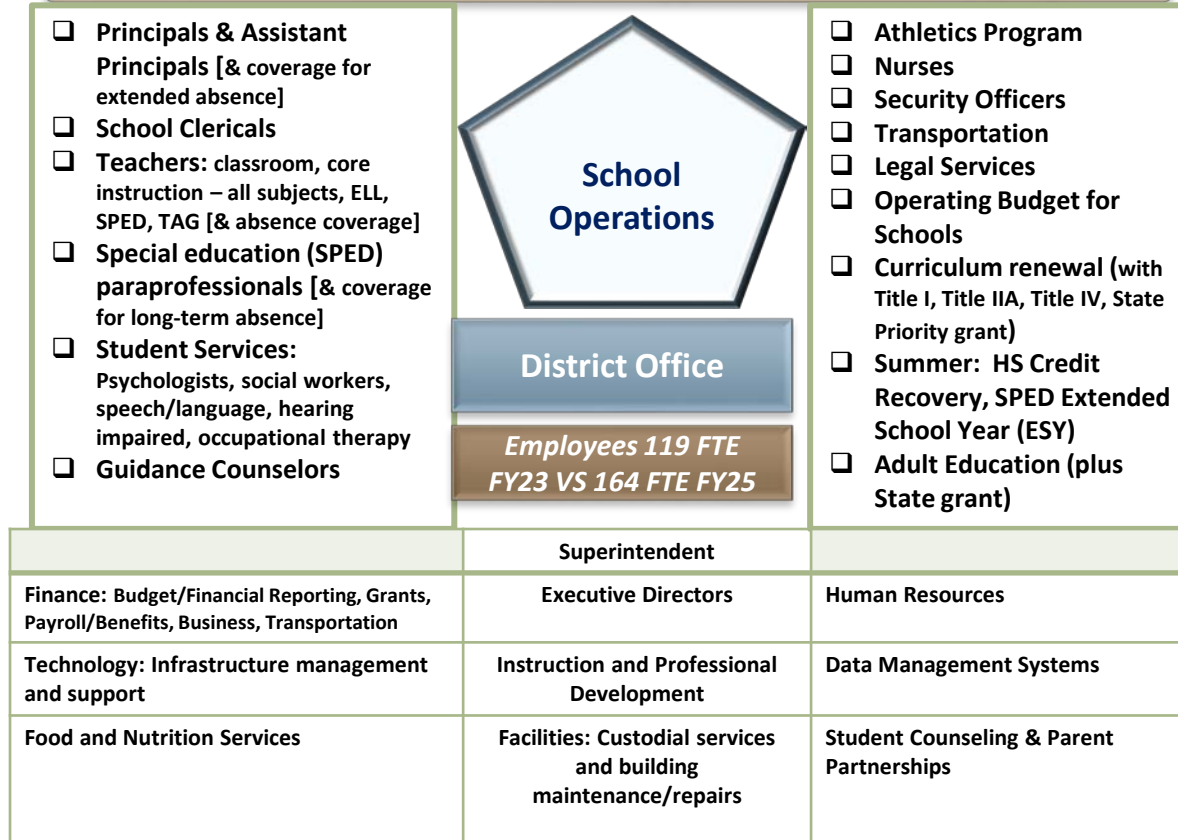 ❑ Principals & Assistant
Principals [& coverage for
extended absence]
❑ School Clericals
❑ Teachers: classroom, core
instruction – all subjects, ELL,
SPED, TAG [& absence coverage]
❑ Special education (SPED)
paraprofessionals [& coverage
for long-term absence]
❑ Student Services:
Psychologists, social workers,
speech/language, hearing
impaired, occupational therapy
❑ Guidance Counselors
School
Operations
District Office
Employees 119 FTE
FY23 VS 164 FTE FY25
❑ Athletics Program
❑ Nurses
❑ Security Officers
❑ Transportation
❑ Legal Services
❑ Operating Budget for
Schools
❑ Curriculum renewal (with
Title I, Title IIA, Title IV, State
Priority grant)
❑ Summer: HS Credit
Recovery, SPED Extended
School Year (ESY)
❑ Adult Education (plus
State grant)
Superintendent
Finance: Budget/Financial Reporting, Grants,
Payroll/Benefits, Business, Transportation
Executive Directors
Human Resources
Technology: Infrastructure management
and support
Instruction and Professional
Development
Data Management Systems
Food and Nutrition Services
Facilities: Custodial services
and building
maintenance/repairs
Student Counseling & Parent
Partnerships